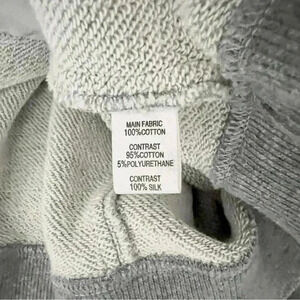 MAIN FABRIC
100%COTTON
CONTRAST
95%COTTON
5%POLYURETHANE
CONTRAST
100% SILK